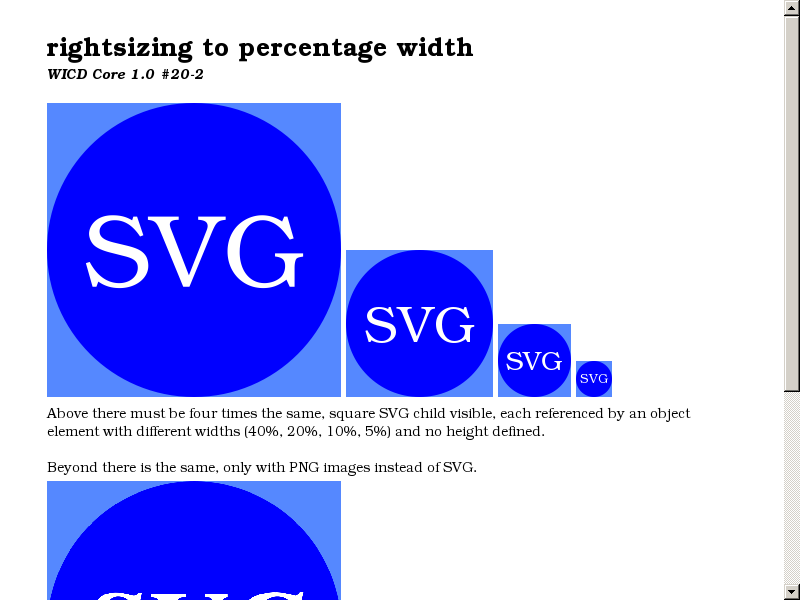 rightsizing to percentage width
WICD Core 1.0 #20-2
SVG
SVG
SVG
SVG
Above there must be four times the same, square SVG child visible, each referenced by an object
element with different widths (40%, 20%, 10%, 5%) and no height defined.
Beyond there is the same, only with PNG images instead of SVG.